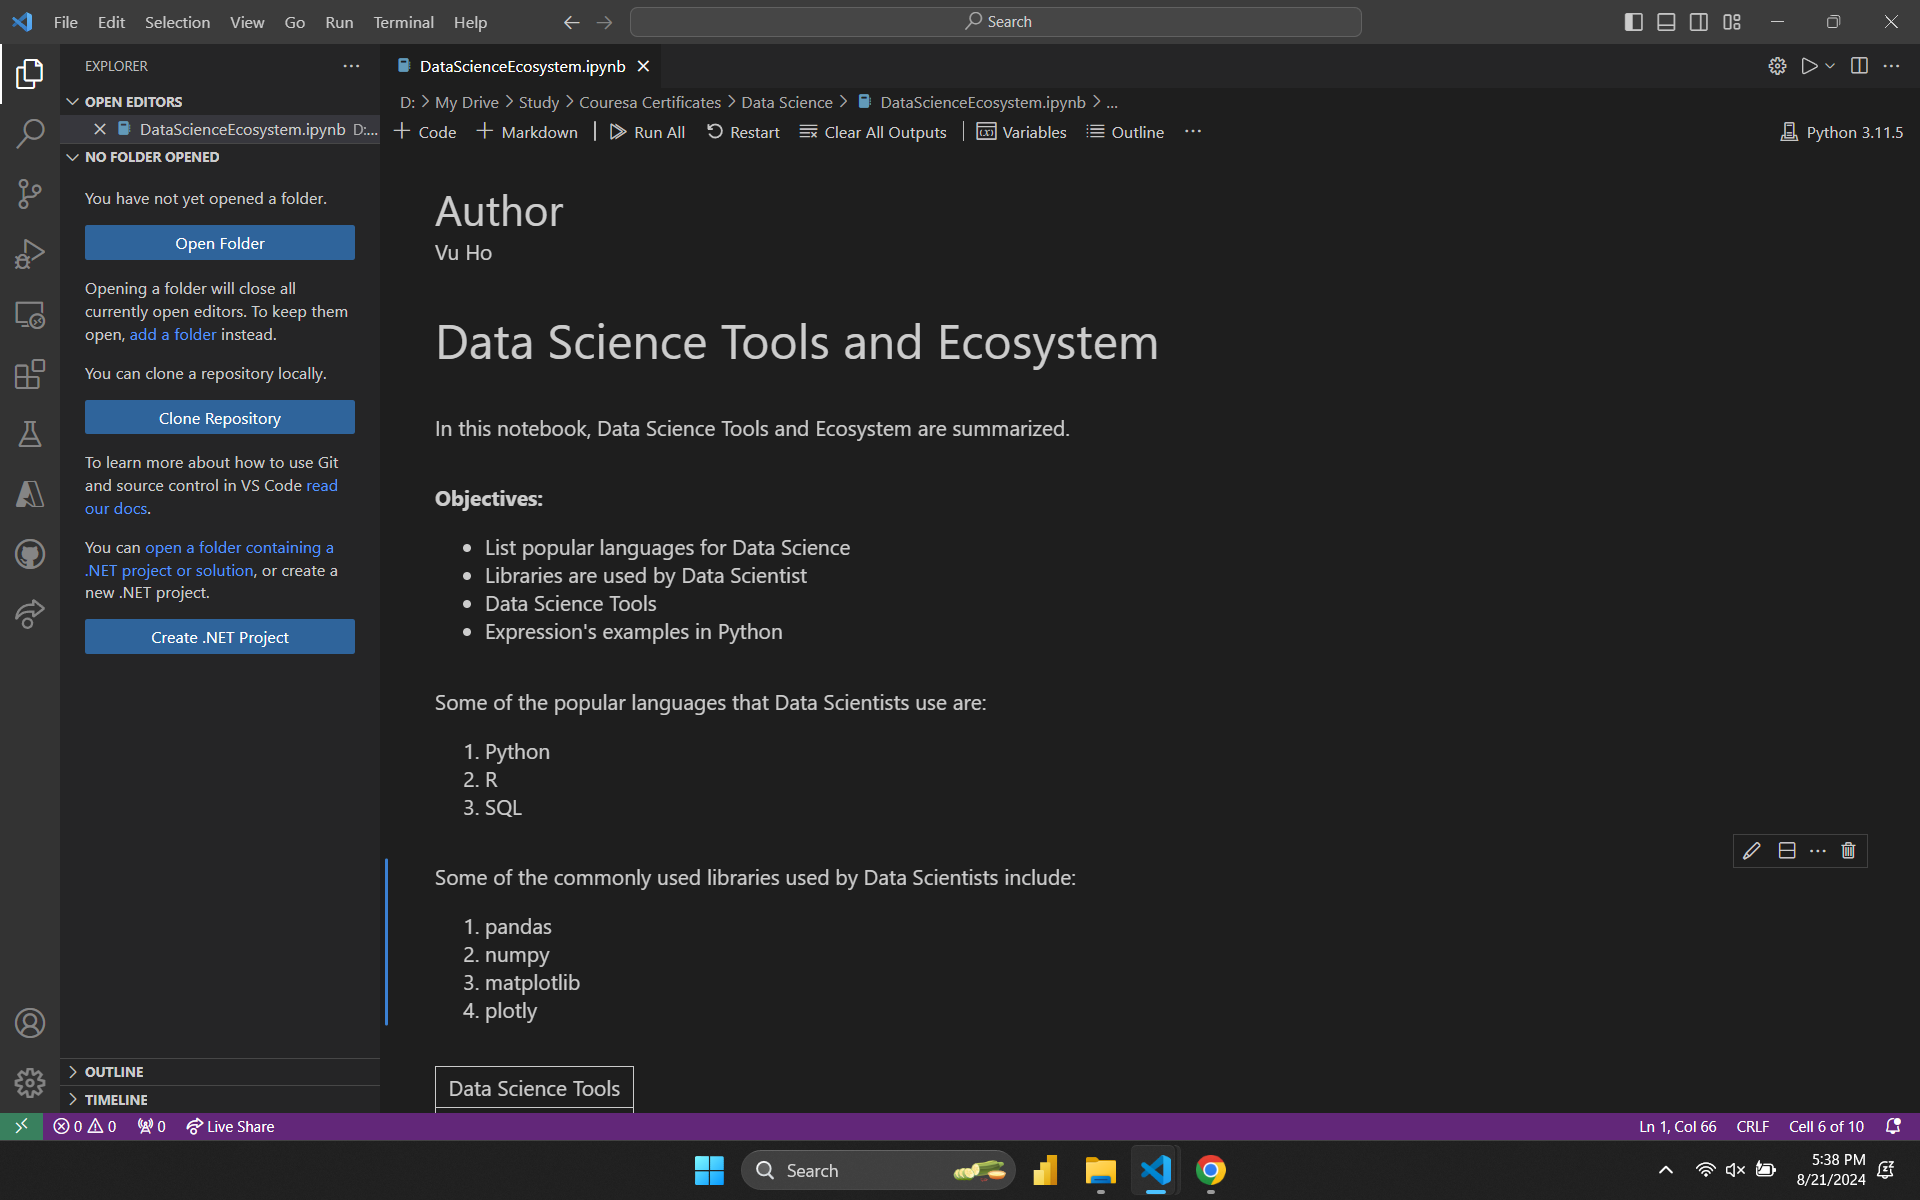 File Edit Selection View Go Run Terminal Help
Search
EXPLORER
OPEN EDITORS
DataScienceEcosystem.ipynb D:...
NO FOLDER OPENED
You have not yet opened a folder.
Open Folder
Opening a folder will close all
currently open editors. To keep them
open, add a folder instead.
You can clone a repository locally.
Clone Repository
To learn more about how to use Git
and source control in VS Code read
our docs.
You can open a folder containing a
.NET project or solution, or create a
new .NET project.
Create .NET Project
OUTLINE
TIMELINE
DataScienceEcosystem.ipynb
D: > My Drive > Study > Couresa Certificates > Data Science > DataScienceEcosystem.ipynb > ...
+ Code + Markdown | Run All Restart Clear All Outputs | Variables Outline ...
Python 3.11.5
Author
Vu Ho
Data Science Tools and Ecosystem
In this notebook, Data Science Tools and Ecosystem are summarized.
Objectives:
• List popular languages for Data Science
• Libraries are used by Data Scientist
• Data Science Tools
• Expression's examples in Python
Some of the popular languages that Data Scientists use are:
1. Python
2. R
3. SQL
Some of the commonly used libraries used by Data Scientists include:
1. pandas
2. numpy
3. matplotlib
4. plotly
Data Science Tools
0 0 0 Live Share
Ln 1, Col 66 CRLF Cell 6 of 10
Search
5:38 PM
8/21/2024